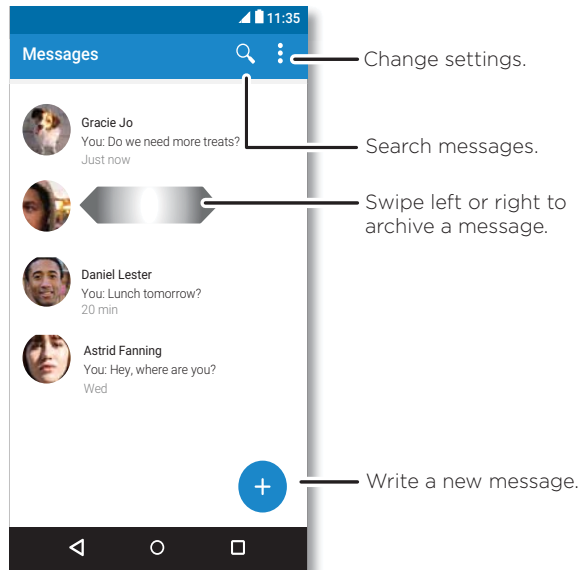 11:35
Messages
Change settings.
Gracie Jo
You: Do we need more treats?
Just now
Search messages.
Swipe left or right to
archive a message.
Daniel Lester
You: Lunch tomorrow?
20 min
Astrid Fanning
You: Hey, where are you?
Wed
Write a new message.